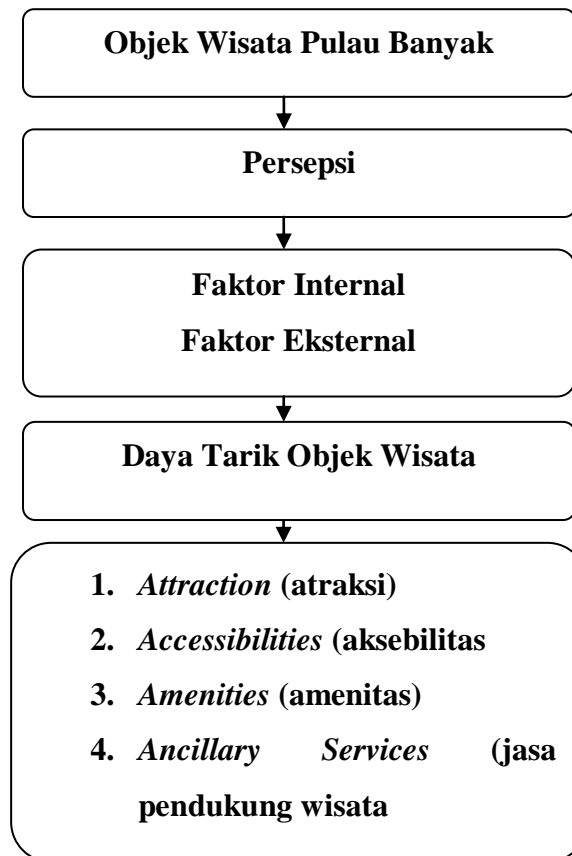 Objek Wisata Pulau Banyak
Persepsi
Faktor Internal
Faktor Eksternal
Daya Tarik Objek Wisata
1. Attraction (atraksi)
2. Accessibilities (aksebilitas
3. Amenities (amenitas)
4. Ancillary Services (jasa
pendukung wisata